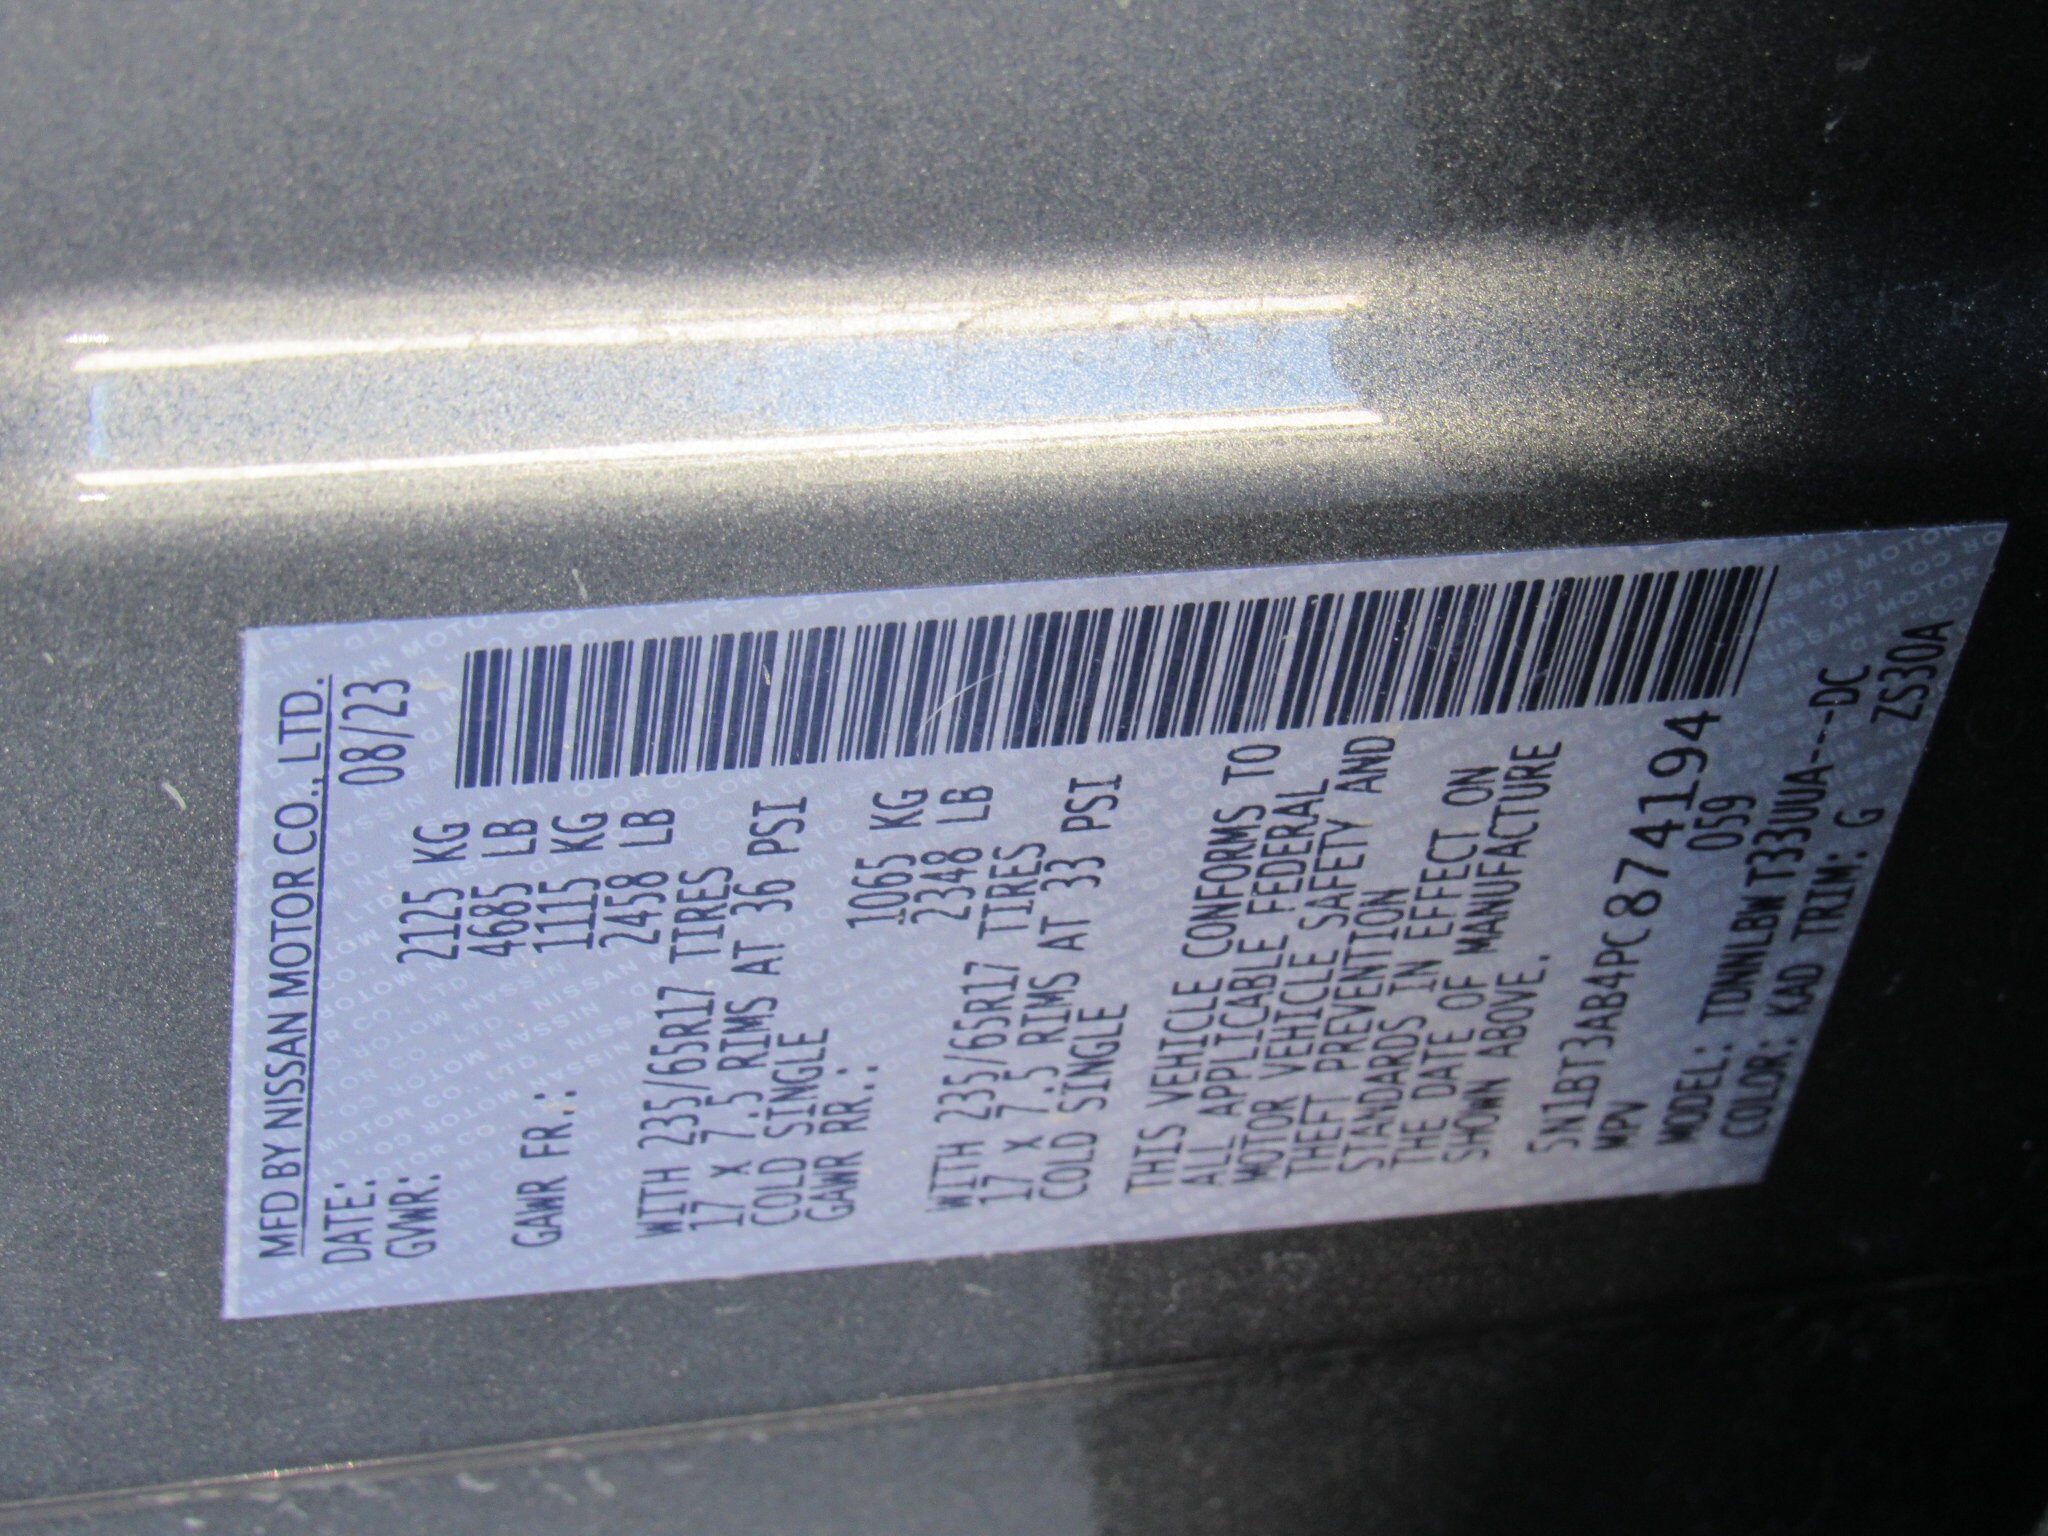 MFD BY NISSAN MOTOR CO., LTD.
DATE: 08/23
GVWR: 2125 KG
4685 LB
GAWR FR.: 1115 KG
2458 LB
WITH 235/65R17 TIRES
17 X 7.5 RIMS AT 36 PSI
COLD SINGLE
GAWR RR.: 1065 KG
2348 LB
WITH 235/65R17 TIRES
17 X 7.5 RIMS AT 33 PSI
COLD SINGLE
THIS VEHICLE CONFORMS TO
ALL APPLICABLE FEDERAL
MOTOR VEHICLE SAFETY AND
THEFT PREVENTION
STANDARDS IN EFFECT ON
THE DATE OF MANUFACTURE
SHOWN ABOVE.
5N1BT3AB4PC874194
MPV 059
MODEL: TDNNLBWT33UUA---DC
COLOR: KAD TRIM: G ZS30A